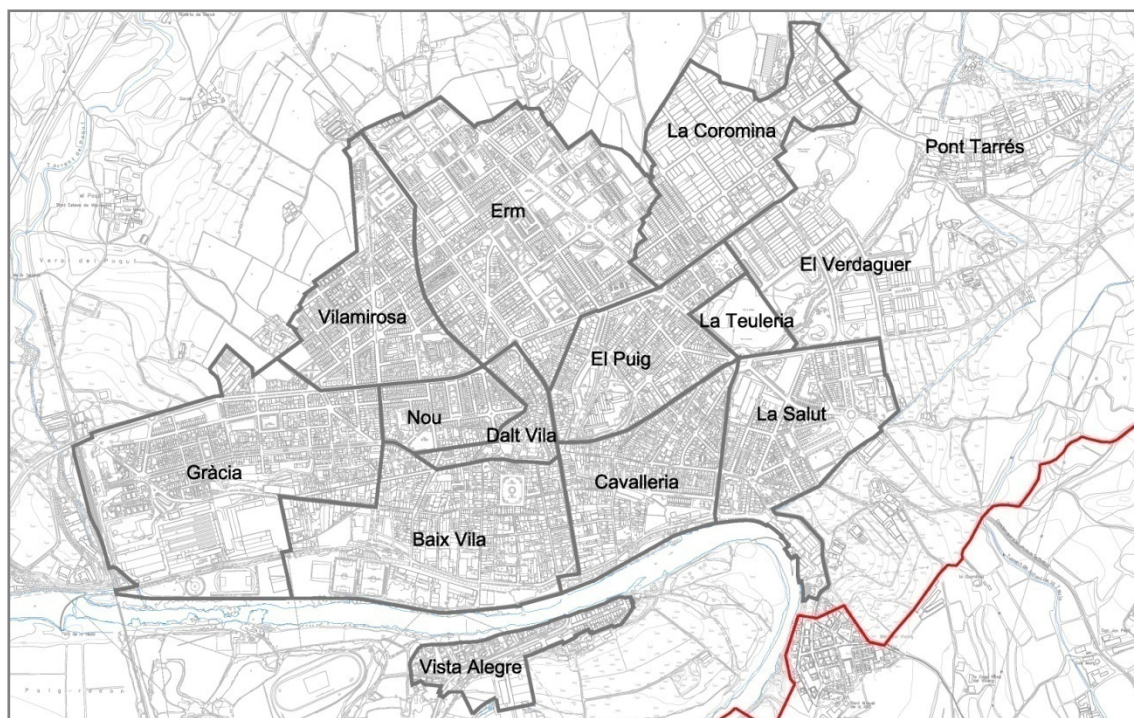 La Coromina
Pont Tarrés
Erm
El Verdaguer
Vilamirosa
La Teuleria
El Puig
Nou
La Salut
Dalt Vila
Gràcia
Cavalleria
Baix Vila
Vista Alegre